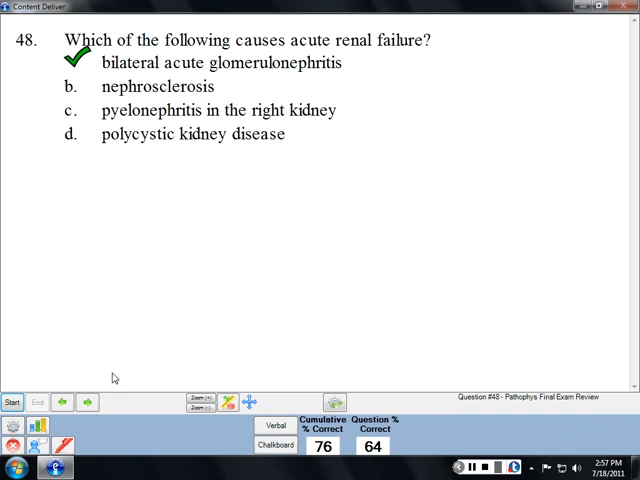 Content Deliver
48. Which of the following causes acute renal failure?
bilateral acute glomerulonephritis
b. nephrosclerosis
c. pyelonephritis in the right kidney
d. polycystic kidney disease
Start End Zoom (+) Question #48 - Pathophys Final Exam Review
Zoom (-)
Verbal Cumulative % Correct Question % Correct
Chalkboard 76 64
2:57 PM
7/18/2011